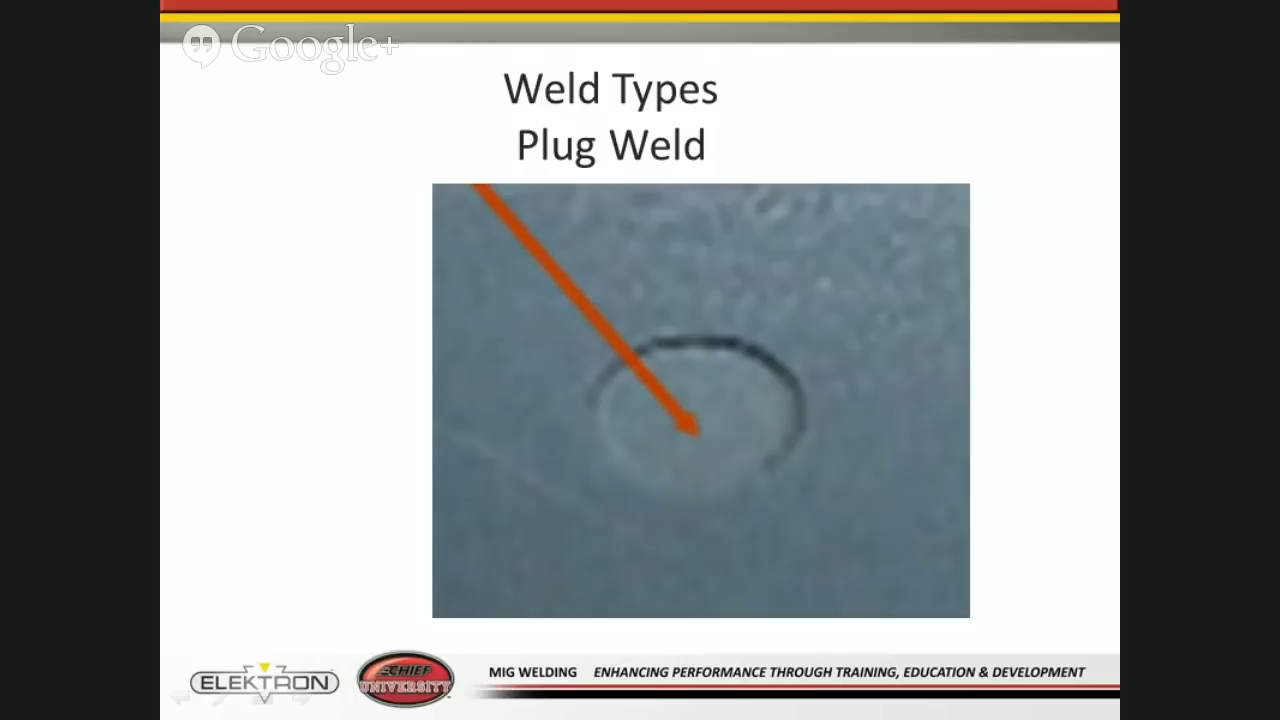 Google+
Weld Types
Plug Weld
ELEKTRON
CHIEF
UNIVERSITY
MIG WELDING ENHANCING PERFORMANCE THROUGH TRAINING, EDUCATION & DEVELOPMENT